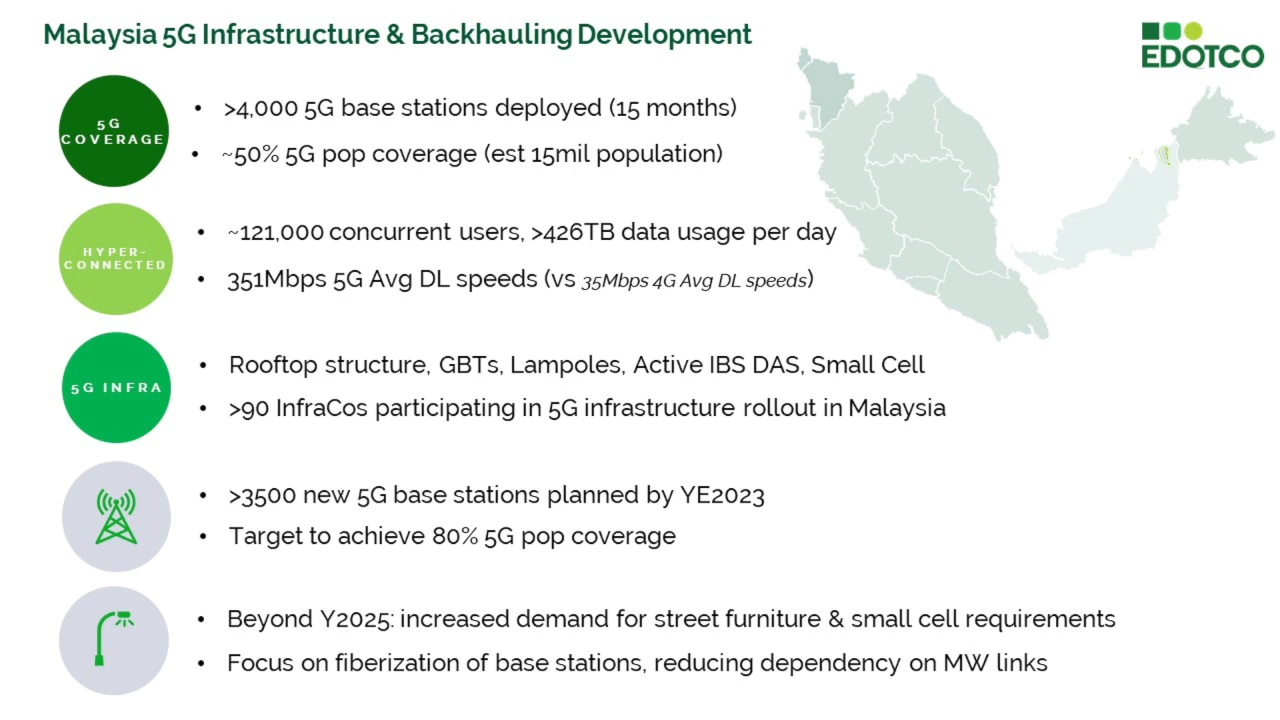 Malaysia 5G Infrastructure & Backhauling Development
EDOTCO
5G
COVERAGE
• >4,000 5G base stations deployed (15 months)
• ~50% 5G pop coverage (est 15mil population)
HYPER-
CONNECTED
• ~121,000 concurrent users, >426TB data usage per day
• 351Mbps 5G Avg DL speeds (vs 35Mbps 4G Avg DL speeds)
5G INFRA
• Rooftop structure, GBTs, Lampoles, Active IBS DAS, Small Cell
• >90 InfraCos participating in 5G infrastructure rollout in Malaysia
• >3500 new 5G base stations planned by YE2023
• Target to achieve 80% 5G pop coverage
• Beyond Y2025: increased demand for street furniture & small cell requirements
• Focus on fiberization of base stations, reducing dependency on MW links